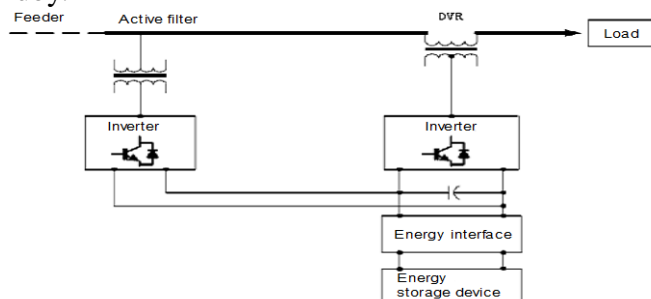 Feeder
Active filter
DVR
Load
Inverter
Inverter
Energy interface
Energy
storage device